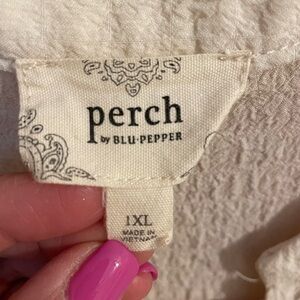 perch
by BLU·PEPPER
1XL
MADE IN
VIETNAM